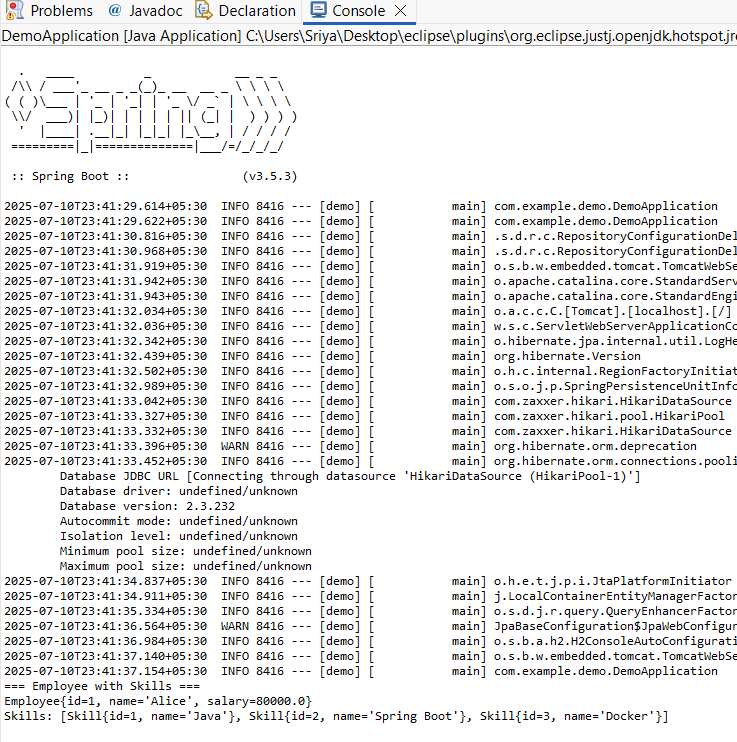 Problems @ Javadoc Declaration Console
DemoApplication [Java Application] C:\Users\Sriya\Desktop\eclipse\plugins\org.eclipse.justj.openjdk.hotspot.jr
  .   ____          _            __ _ _
 /\\ / ___'_ __ _ _(_)_ __  __ _ \ \ \ \
( ( )\___ | '_ | '_| | '_ \/ _` | \ \ \ \
 \\/  ___)| |_)| | | | | || (_| |  ) ) ) )
  '  |____| .__|_| |_|_| |_\__, | / / / /
 =========|_|==============|___/=/_/_/_/
 :: Spring Boot ::                (v3.5.3)
2025-07-10T23:41:29.614+05:30  INFO 8416 --- [demo] [           main] com.example.demo.DemoApplication
2025-07-10T23:41:29.622+05:30  INFO 8416 --- [demo] [           main] com.example.demo.DemoApplication
2025-07-10T23:41:30.816+05:30  INFO 8416 --- [demo] [           main] .s.d.r.c.RepositoryConfigurationDel
2025-07-10T23:41:30.968+05:30  INFO 8416 --- [demo] [           main] .s.d.r.c.RepositoryConfigurationDel
2025-07-10T23:41:31.919+05:30  INFO 8416 --- [demo] [           main] o.s.b.w.embedded.tomcat.TomcatWebSe
2025-07-10T23:41:31.942+05:30  INFO 8416 --- [demo] [           main] o.apache.catalina.core.StandardServ
2025-07-10T23:41:31.943+05:30  INFO 8416 --- [demo] [           main] o.apache.catalina.core.StandardEngi
2025-07-10T23:41:32.034+05:30  INFO 8416 --- [demo] [           main] o.a.c.c.C.[Tomcat].[localhost].[/]
2025-07-10T23:41:32.036+05:30  INFO 8416 --- [demo] [           main] w.s.c.ServletWebServerApplicationCo
2025-07-10T23:41:32.342+05:30  INFO 8416 --- [demo] [           main] o.hibernate.jpa.internal.util.LogHe
2025-07-10T23:41:32.439+05:30  INFO 8416 --- [demo] [           main] org.hibernate.Version
2025-07-10T23:41:32.502+05:30  INFO 8416 --- [demo] [           main] o.h.c.internal.RegionFactoryInitiat
2025-07-10T23:41:32.989+05:30  INFO 8416 --- [demo] [           main] o.s.o.j.p.SpringPersistenceUnitInfo
2025-07-10T23:41:33.042+05:30  INFO 8416 --- [demo] [           main] com.zaxxer.hikari.HikariDataSource
2025-07-10T23:41:33.327+05:30  INFO 8416 --- [demo] [           main] com.zaxxer.hikari.pool.HikariPool
2025-07-10T23:41:33.332+05:30  INFO 8416 --- [demo] [           main] com.zaxxer.hikari.HikariDataSource
2025-07-10T23:41:33.396+05:30  WARN 8416 --- [demo] [           main] org.hibernate.orm.deprecation
2025-07-10T23:41:33.452+05:30  INFO 8416 --- [demo] [           main] org.hibernate.orm.connections.pooli
Database JDBC URL [Connecting through datasource 'HikariDataSource (HikariPool-1)']
Database driver: undefined/unknown
Database version: 2.3.232
Autocommit mode: undefined/unknown
Isolation level: undefined/unknown
Minimum pool size: undefined/unknown
Maximum pool size: undefined/unknown
2025-07-10T23:41:34.837+05:30  INFO 8416 --- [demo] [           main] o.h.e.t.j.p.i.JtaPlatformInitiator
2025-07-10T23:41:34.911+05:30  INFO 8416 --- [demo] [           main] j.LocalContainerEntityManagerFactor
2025-07-10T23:41:35.334+05:30  INFO 8416 --- [demo] [           main] o.s.d.j.r.query.QueryEnhancerFactor
2025-07-10T23:41:36.564+05:30  WARN 8416 --- [demo] [           main] JpaBaseConfiguration$JpaWebConfigur
2025-07-10T23:41:36.984+05:30  INFO 8416 --- [demo] [           main] o.s.b.a.h2.H2ConsoleAutoConfigurati
2025-07-10T23:41:37.140+05:30  INFO 8416 --- [demo] [           main] o.s.b.w.embedded.tomcat.TomcatWebSe
2025-07-10T23:41:37.154+05:30  INFO 8416 --- [demo] [           main] com.example.demo.DemoApplication
=== Employee with Skills ===
Employee{id=1, name='Alice', salary=80000.0}
Skills: [Skill{id=1, name='Java'}, Skill{id=2, name='Spring Boot'}, Skill{id=3, name='Docker'}]